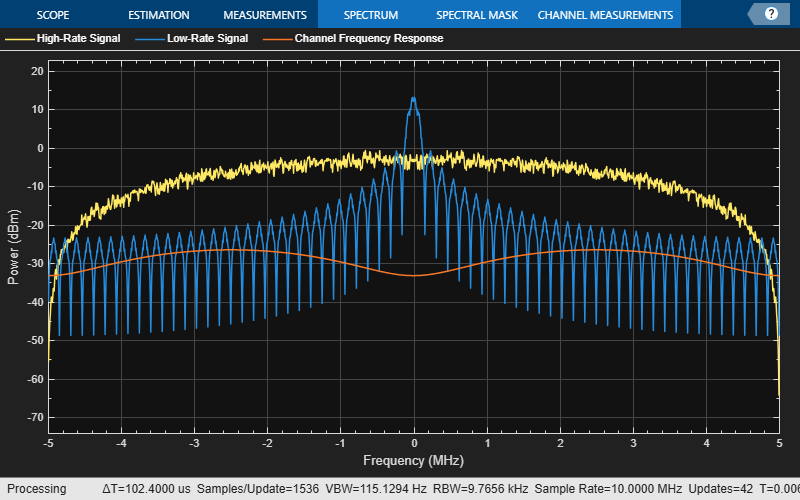 SCOPE ESTIMATION MEASUREMENTS SPECTRUM SPECTRAL MASK CHANNEL MEASUREMENTS ?
High-Rate Signal Low-Rate Signal Channel Frequency Response
20
10
0
-10
-20
-30
-40
-50
-60
-70
Power (dBm)
-5 -4 -3 -2 -1 0 1 2 3 4 5
Frequency (MHz)
Processing ΔT=102.4000 us Samples/Update=1536 VBW=115.1294 Hz RBW=9.7656 kHz Sample Rate=10.0000 MHz Updates=42 T=0.006